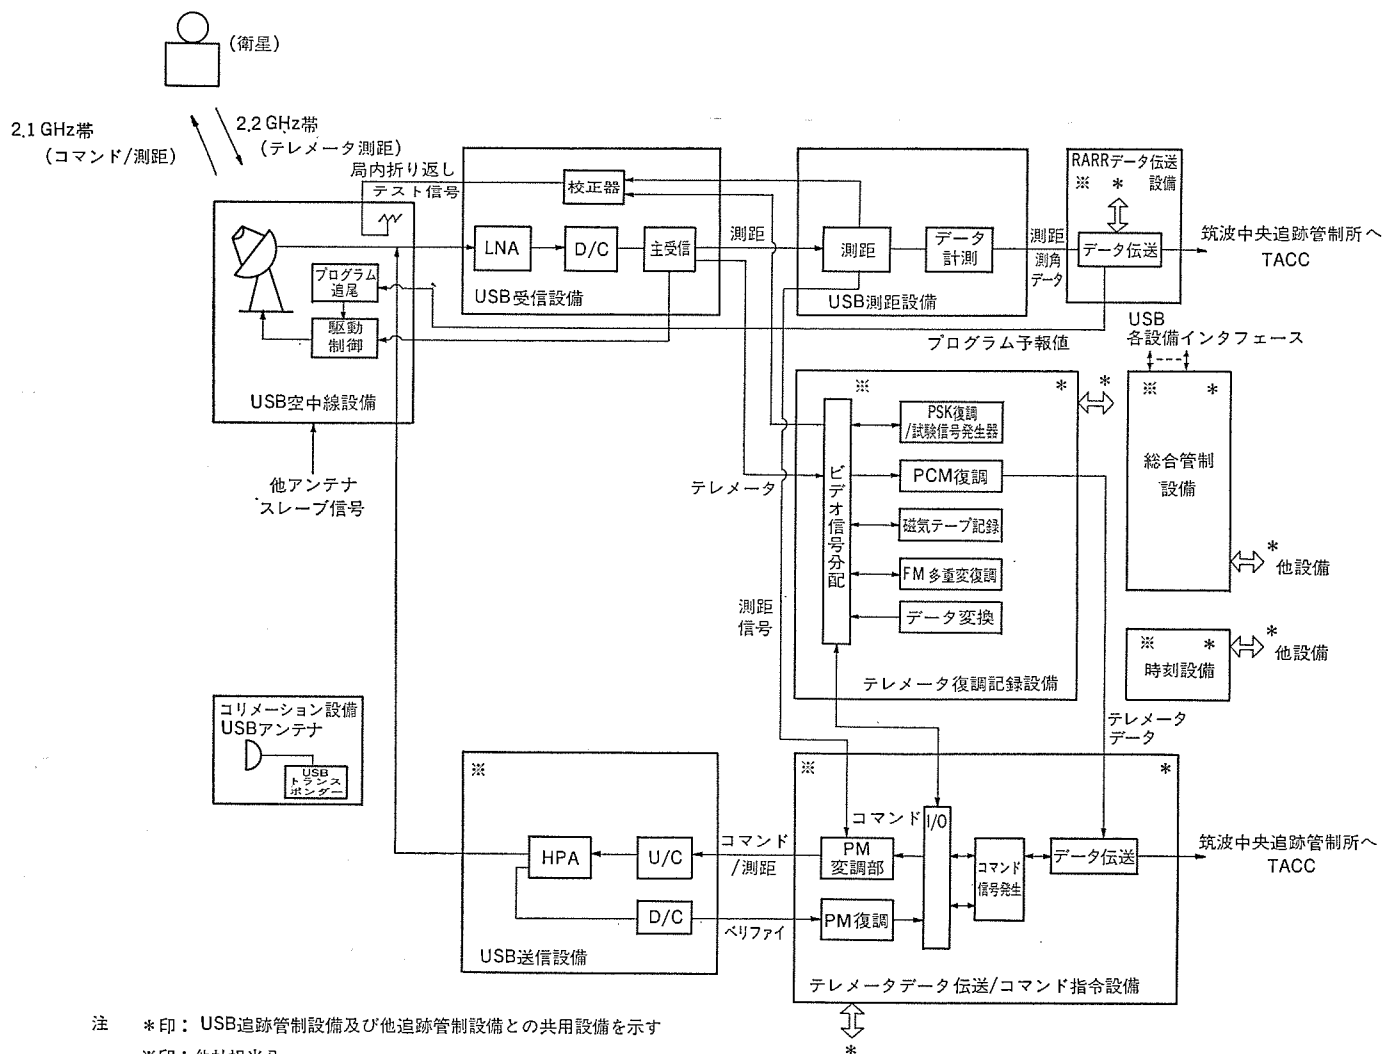 (衛星)
2.1 GHz帯
(コマンド/測距)
2.2 GHz帯
(テレメータ測距)
局内折り返し
テスト信号
校正器
LNA
D/C
主受信
USB受信設備
測距
測距
データ
計測
USB測距設備
測距
測角
データ
RARRデータ伝送
設備
※ *
データ伝送
筑波中央追跡管制所へ
TACC
プログラム
追尾
駆動
制御
USB空中線設備
プログラム予報値
他アンテナ
スレーブ信号
USB
各設備インタフェース
※ *
総合管制
設備
*
他設備
※ *
時刻設備
*
他設備
※ *
*
ビデオ信号分配
PSK復調
/試験信号発生器
PCM復調
磁気テープ記録
FM多重変復調
データ変換
テレメータ復調記録設備
テレメータ
測距
信号
テレメータ
データ
コリメーション設備
USBアンテナ
USB
トランス
ポンダー
※
HPA
U/C
D/C
USB送信設備
コマンド
/測距
ベリファイ
※ *
コマンド
I/O
PM
変調部
PM復調
コマンド
信号発生
データ伝送
筑波中央追跡管制所へ
TACC
テレメータデータ伝送/コマンド指令設備
*
注 *印：USB追跡管制設備及び他追跡管制設備との共用設備を示す